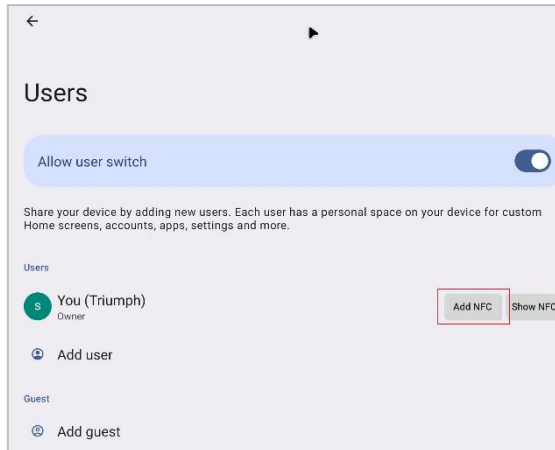 Users
Allow user switch
Share your device by adding new users. Each user has a personal space on your device for custom
Home screens, accounts, apps, settings and more.
Users
S You (Triumph)
Owner
Add NFC Show NFC
Add user
Guest
Add guest